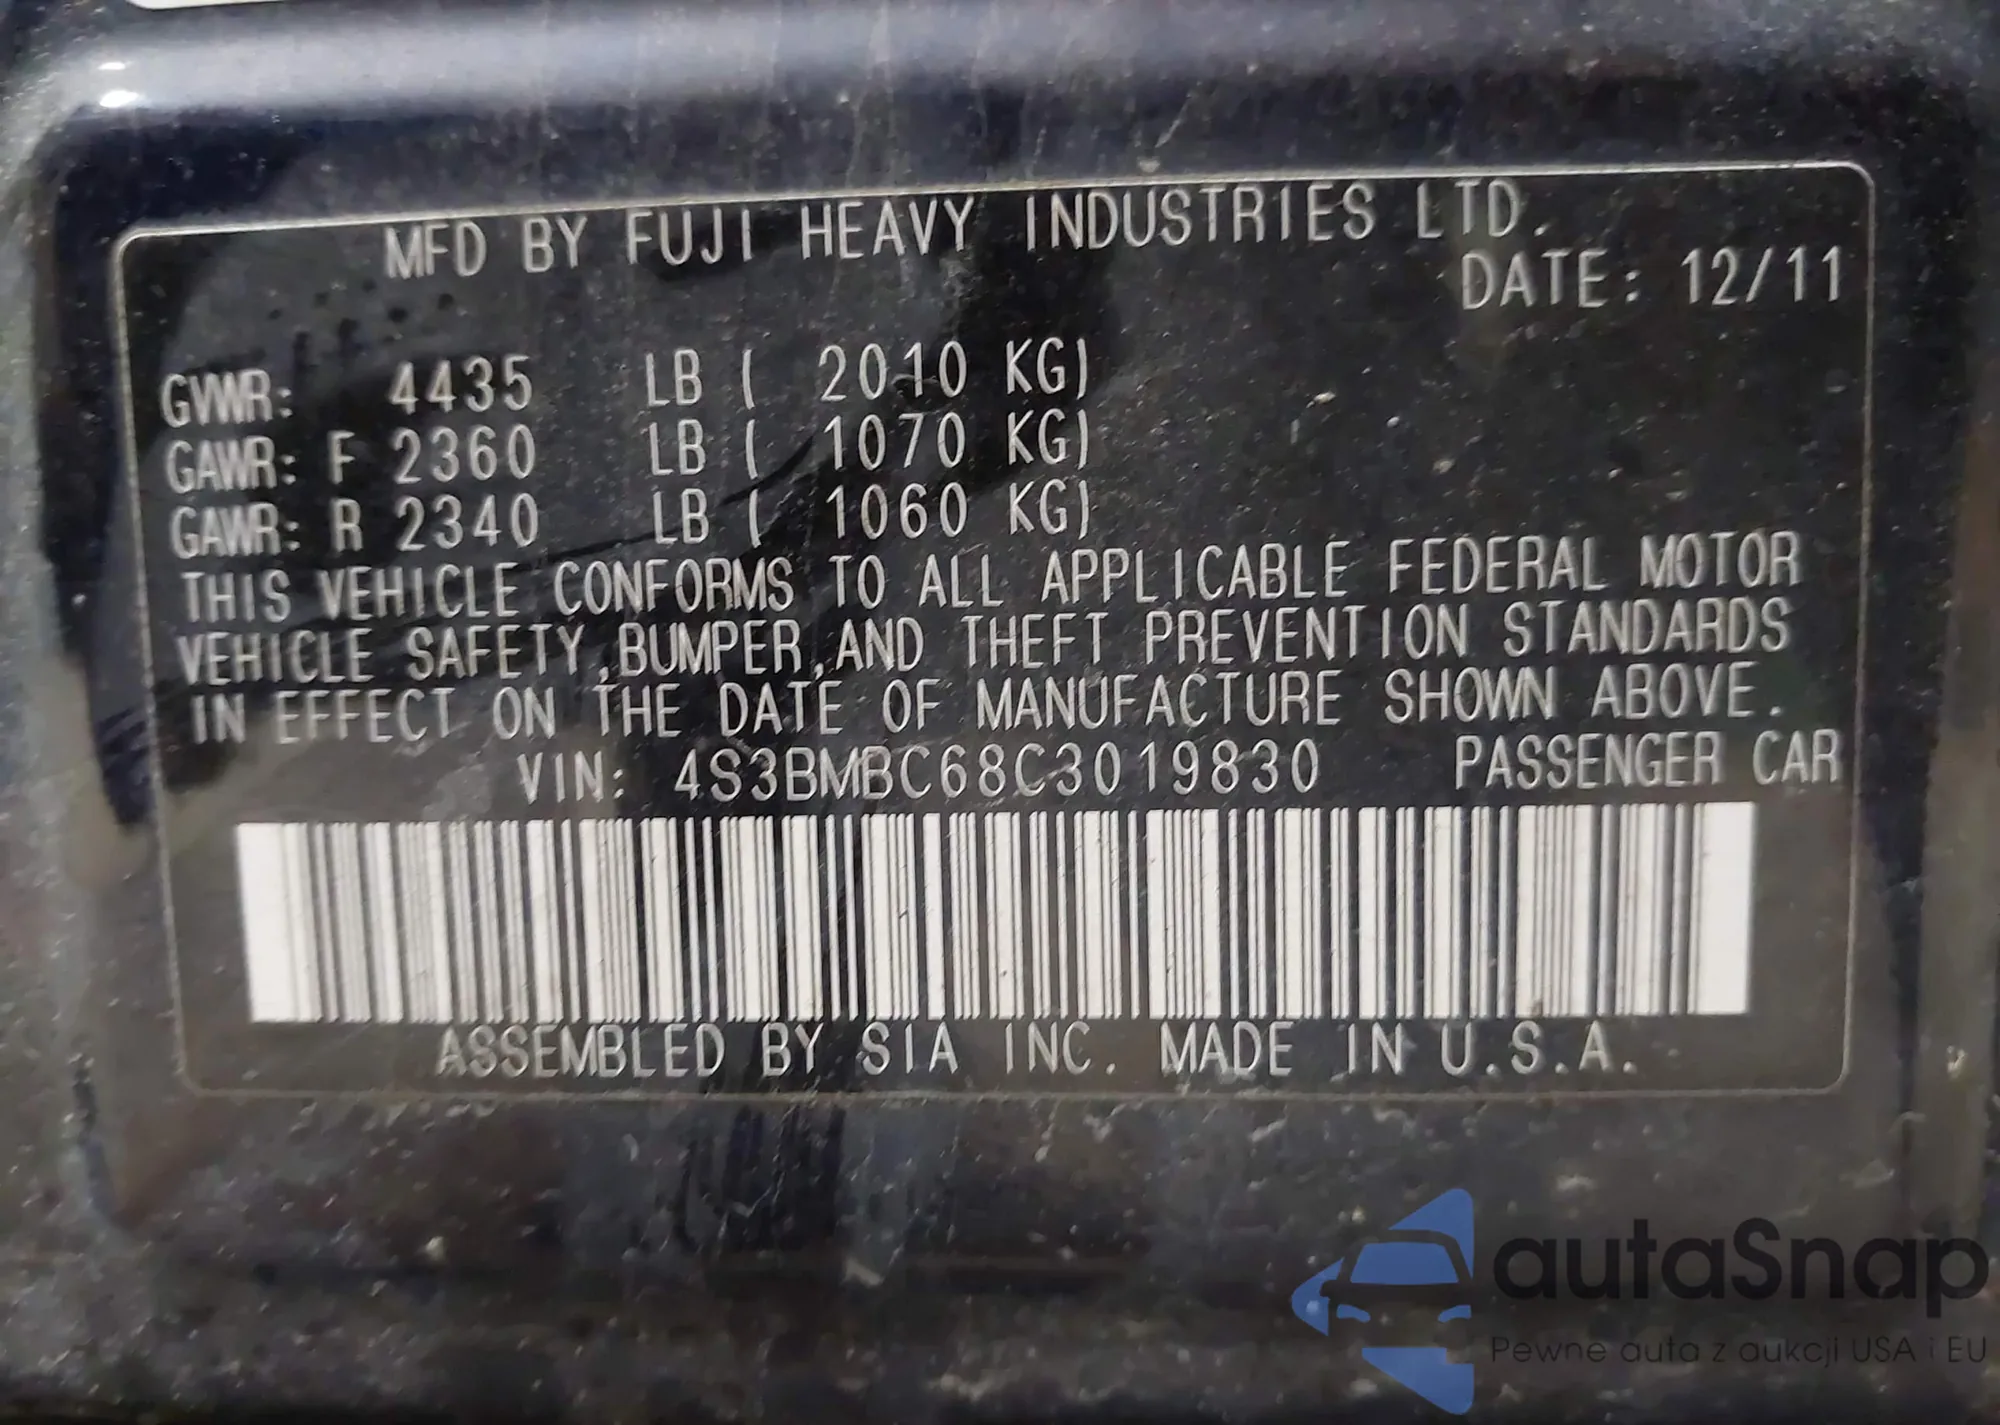 MFD BY FUJI HEAVY INDUSTRIES LTD.
DATE: 12/11
GVWR: 4435 LB ( 2010 KG)
GAWR: F 2360 LB ( 1070 KG)
GAWR: R 2340 LB ( 1060 KG)
THIS VEHICLE CONFORMS TO ALL APPLICABLE FEDERAL MOTOR
VEHICLE SAFETY,BUMPER,AND THEFT PREVENTION STANDARDS
IN EFFECT ON THE DATE OF MANUFACTURE SHOWN ABOVE.
VIN: 4S3BMBC68C3019830 PASSENGER CAR
ASSEMBLED BY SIA INC. MADE IN U.S.A.
autaSnap
Pewne auta z aukcji USA i EU